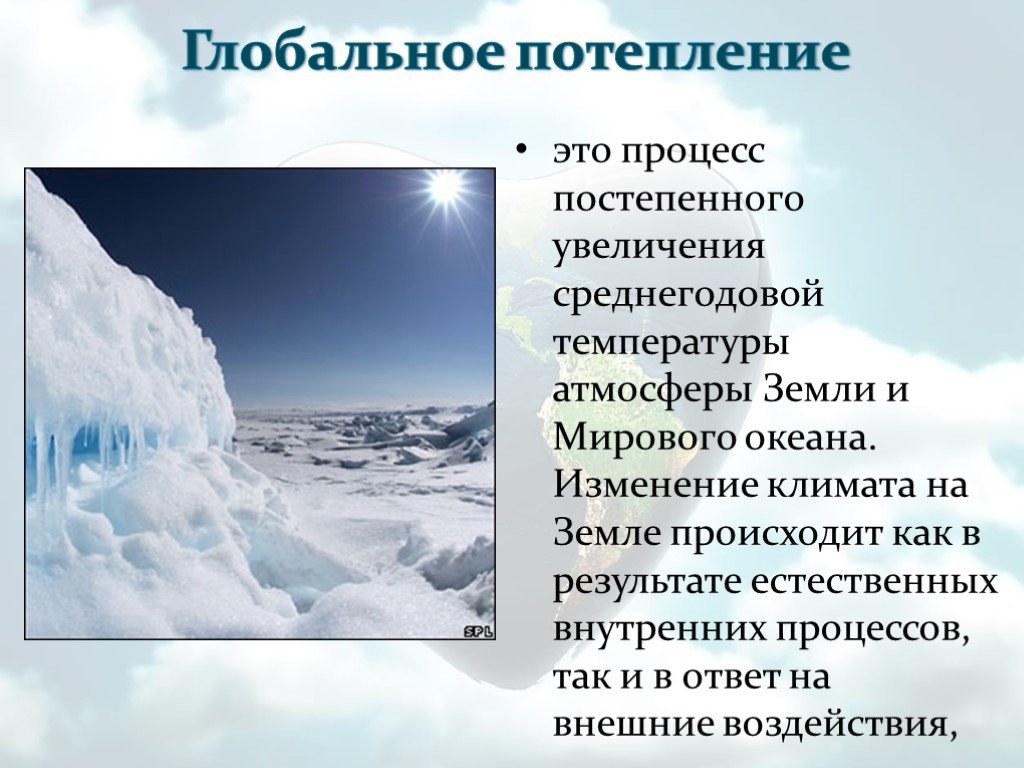 Глобальное потепление
• это процесс
постепенного
увеличения
среднегодовой
температуры
атмосферы Земли и
Мирового океана.
Изменение климата на
Земле происходит как в
результате естественных
внутренних процессов,
так и в ответ на
внешние воздействия,
SPL